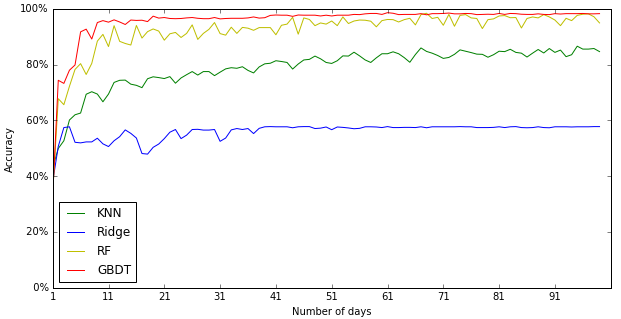 100%
80%
60%
40%
20%
0%
Accuracy
KNN
Ridge
RF
GBDT
1 11 21 31 41 51 61 71 81 91
Number of days